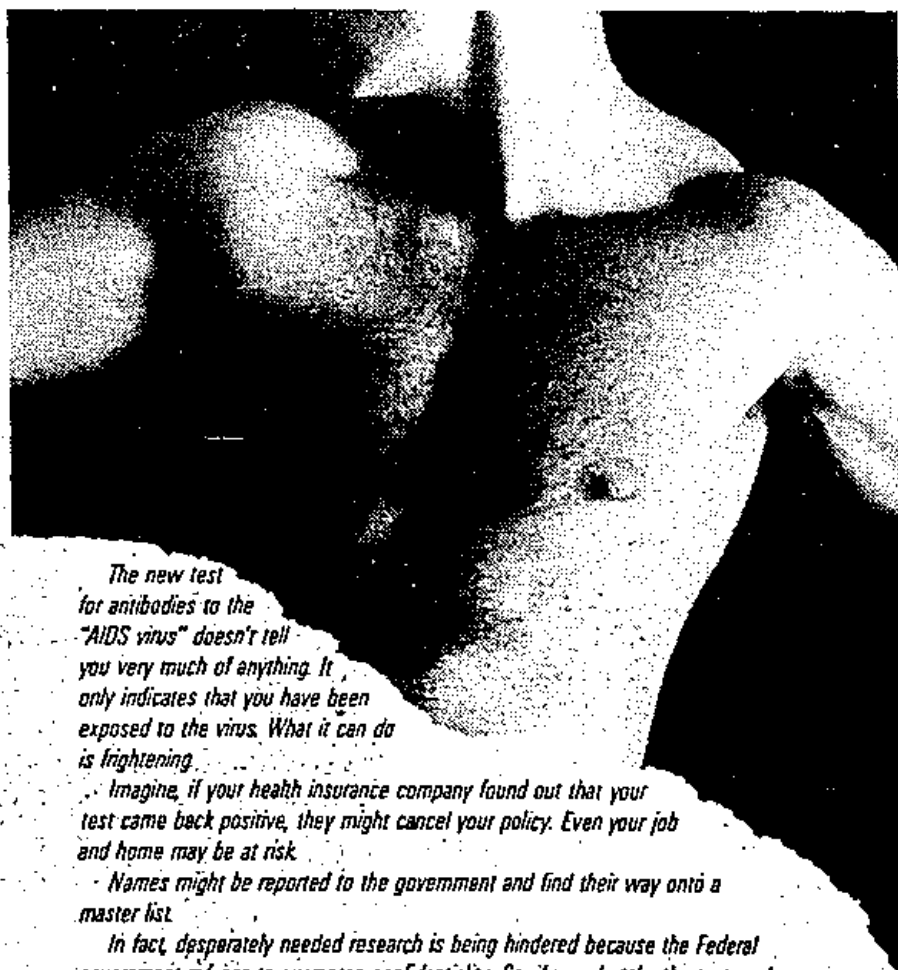 The new test
for antibodies to the
"AIDS virus" doesn't tell
you very much of anything. It
only indicates that you have been
exposed to the virus. What it can do
is frightening.
Imagine, if your health insurance company found out that your
test came back positive, they might cancel your policy. Even your job
and home may be at risk.
Names might be reported to the government and find their way onto a
master list.
In fact, desperately needed research is being hindered because the Federal